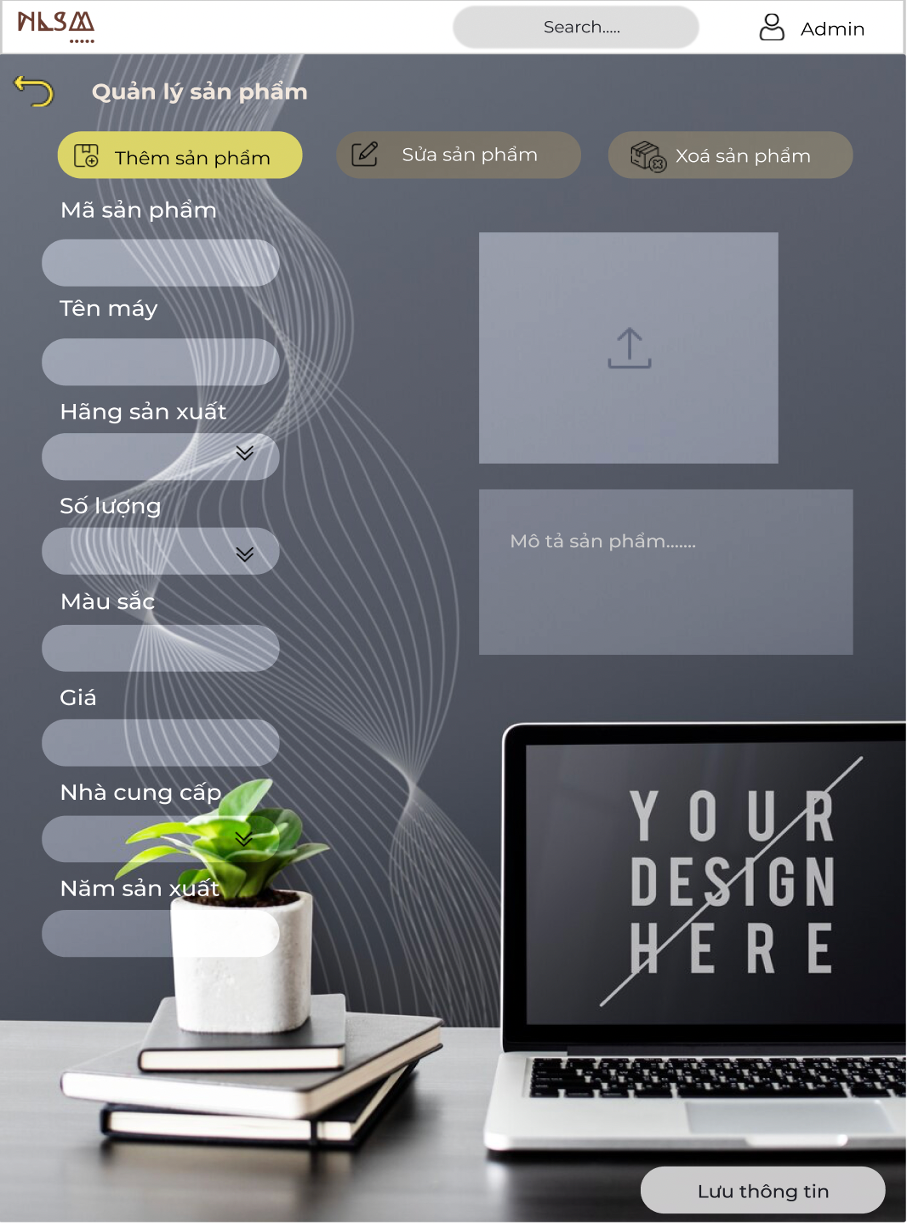 NLSM
Search.....
Admin
Quản lý sản phẩm
Thêm sản phẩm
Sửa sản phẩm
Xoá sản phẩm
Mã sản phẩm
Tên máy
Hãng sản xuất
Số lượng
Mô tả sản phẩm.......
Màu sắc
Giá
Nhà cung cấp
Năm sản xuất
YOUR
DESIGN
HERE
Lưu thông tin